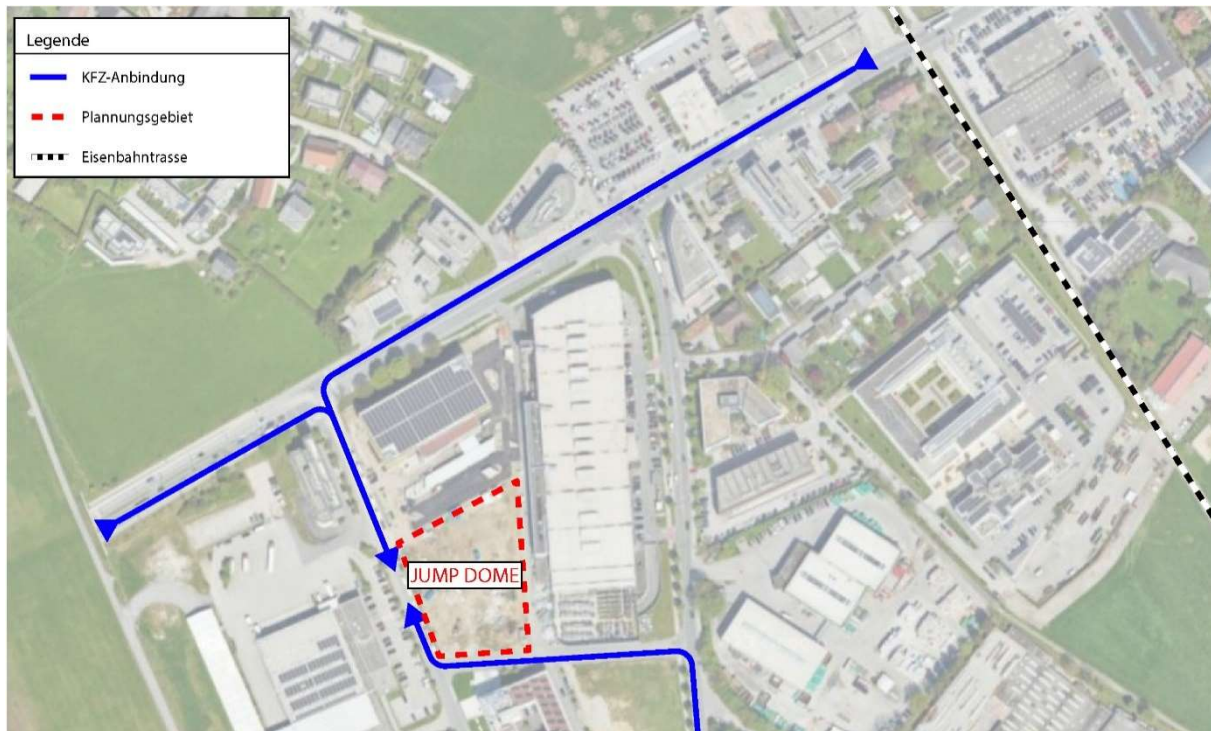 Legende
KFZ-Anbindung
Plannungsgebiet
Eisenbahntrasse
JUMP DOME